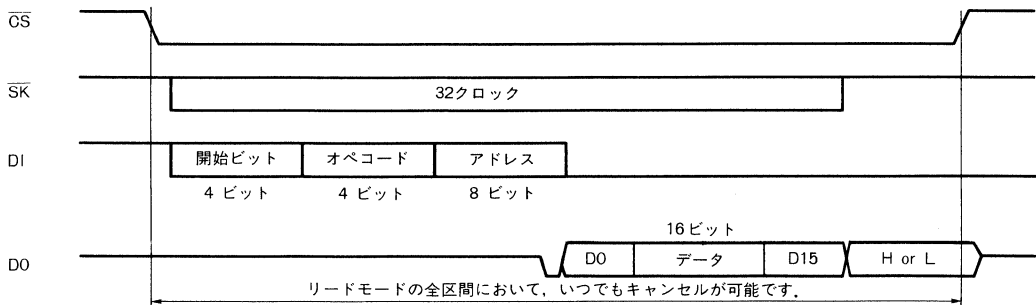 CS
SK
32クロック
DI
開始ビット
オペコード
アドレス
4 ビット
4 ビット
8 ビット
16ビット
DO
D0
データ
D15
H or L
リードモードの全区間において，いつでもキャンセルが可能です.